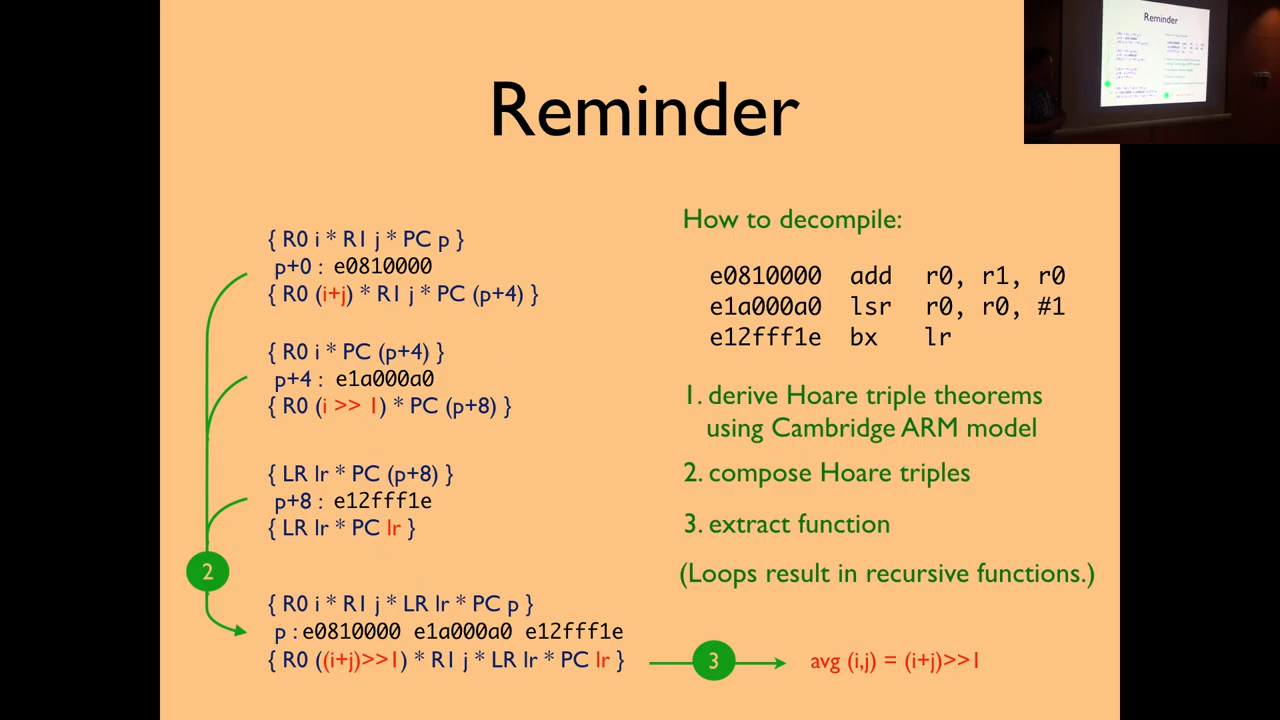 Reminder
{ R0 i * R1 j * PC p }
p+0 : e0810000
{ R0 (i+j) * R1 j * PC (p+4) }
{ R0 i * PC (p+4) }
p+4 : e1a000a0
{ R0 (i >> 1) * PC (p+8) }
{ LR lr * PC (p+8) }
p+8 : e12fff1e
{ LR lr * PC lr }
2
{ R0 i * R1 j * LR lr * PC p }
p : e0810000 e1a000a0 e12fff1e
{ R0 ((i+j)>>1) * R1 j * LR lr * PC lr }
3
avg (i,j) = (i+j)>>1
How to decompile:
e0810000 add r0, r1, r0
e1a000a0 lsr r0, r0, #1
e12fff1e bx lr
1. derive Hoare triple theorems
using Cambridge ARM model
2. compose Hoare triples
3. extract function
(Loops result in recursive functions.)
Reminder